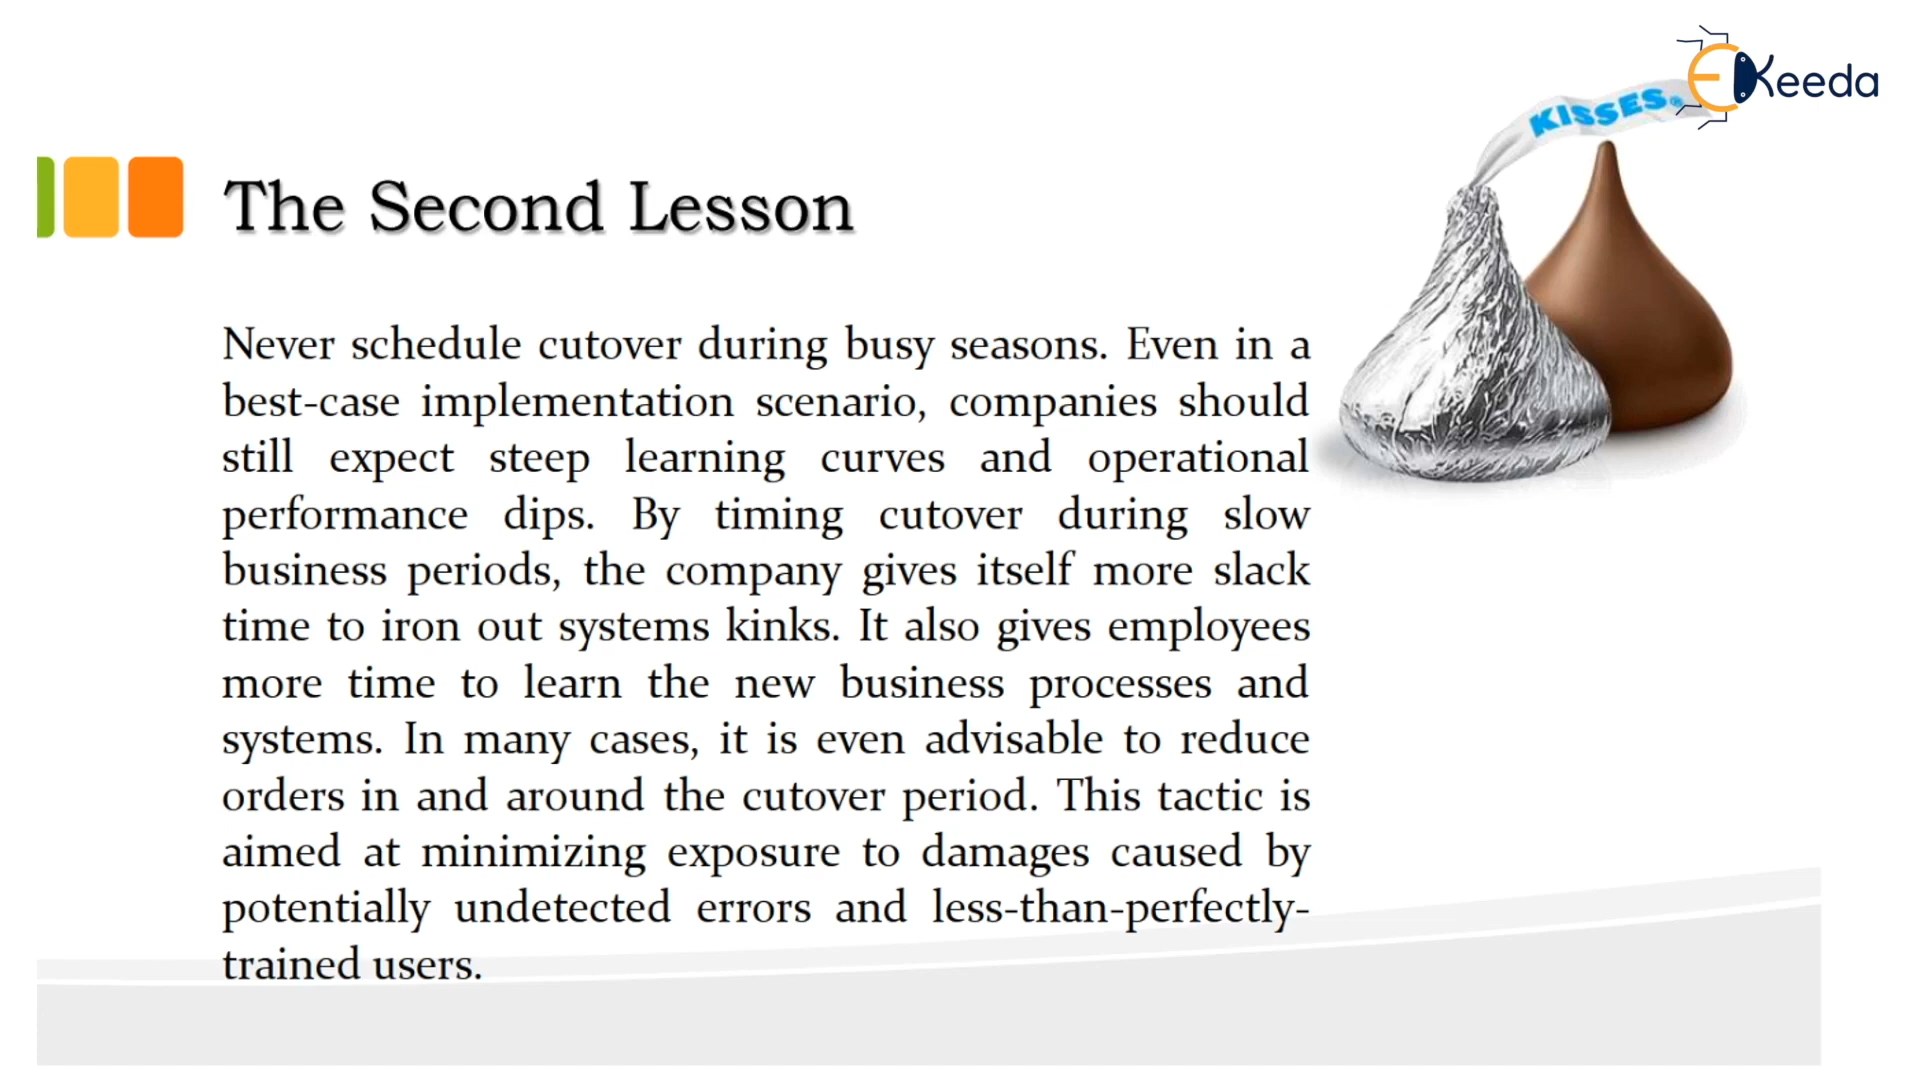 EKeeda
KISSES®
The Second Lesson
Never schedule cutover during busy seasons. Even in a
best-case implementation scenario, companies should
still expect steep learning curves and operational
performance dips. By timing cutover during slow
business periods, the company gives itself more slack
time to iron out systems kinks. It also gives employees
more time to learn the new business processes and
systems. In many cases, it is even advisable to reduce
orders in and around the cutover period. This tactic is
aimed at minimizing exposure to damages caused by
potentially undetected errors and less-than-perfectly-
trained users.